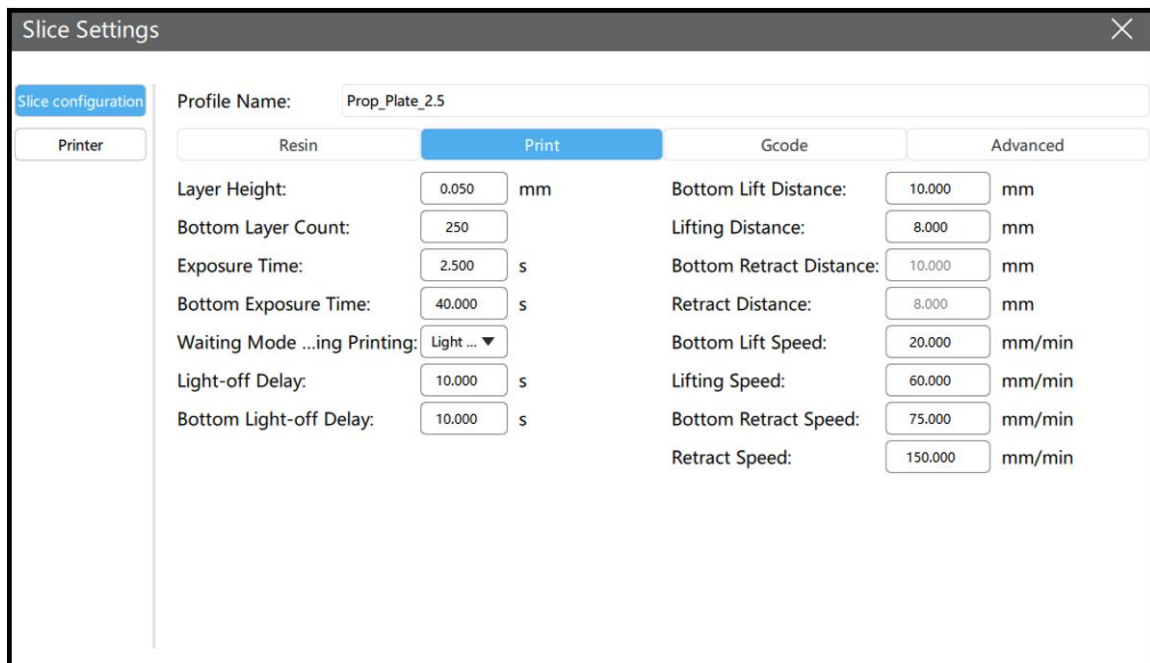 Slice Settings
Slice configuration
Printer
Profile Name: Prop_Plate_2.5
Resin Print Gcode Advanced
Layer Height: 0.050 mm Bottom Lift Distance: 10.000 mm
Bottom Layer Count: 250 Lifting Distance: 8.000 mm
Exposure Time: 2.500 s Bottom Retract Distance: 10.000 mm
Bottom Exposure Time: 40.000 s Retract Distance: 8.000 mm
Waiting Mode ...ing Printing: Light ... Bottom Lift Speed: 20.000 mm/min
Light-off Delay: 10.000 s Lifting Speed: 60.000 mm/min
Bottom Light-off Delay: 10.000 s Bottom Retract Speed: 75.000 mm/min
Retract Speed: 150.000 mm/min